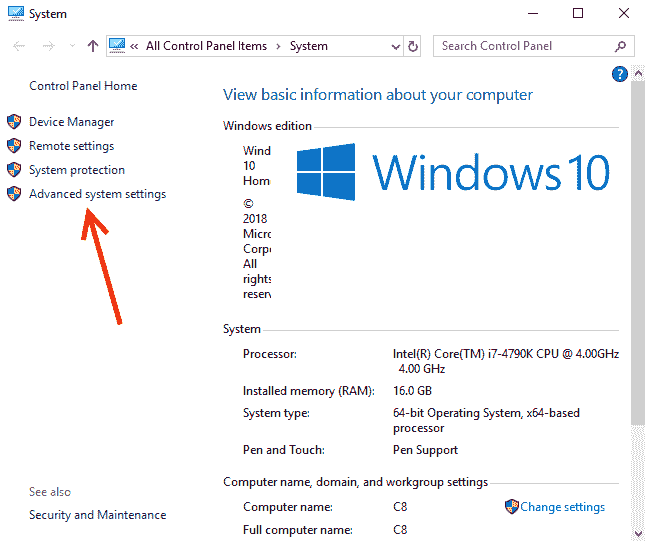 System
« All Control Panel Items › System
Search Control Panel
Control Panel Home
Device Manager
Remote settings
System protection
Advanced system settings
See also
Security and Maintenance
?
View basic information about your computer
Windows edition
Wind
10
Hom
©
2018
Micro
Corp
All
rights
reser
Windows 10
System
Processor: Intel(R) Core(TM) i7-4790K CPU @ 4.00GHz
4.00 GHz
Installed memory (RAM): 16.0 GB
System type: 64-bit Operating System, x64-based
processor
Pen and Touch: Pen Support
Computer name, domain, and workgroup settings
Computer name: C8 Change settings
Full computer name: C8